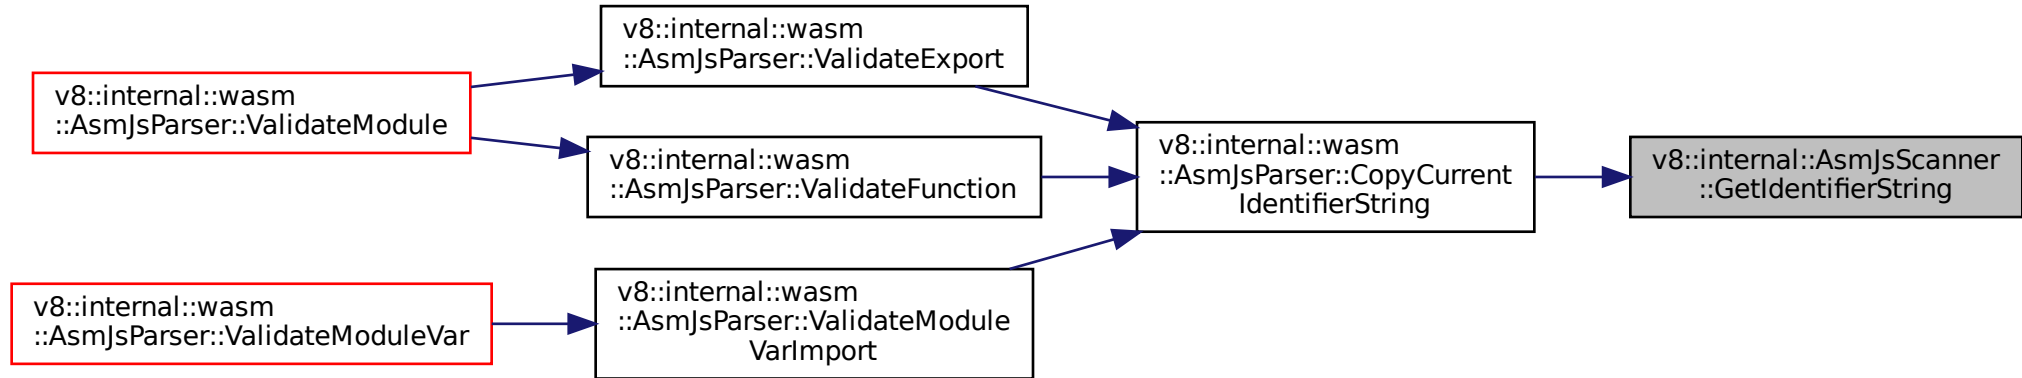 v8::internal::wasm
::AsmJsParser::ValidateModule
v8::internal::wasm
::AsmJsParser::ValidateModuleVar
v8::internal::wasm
::AsmJsParser::ValidateExport
v8::internal::wasm
::AsmJsParser::ValidateFunction
v8::internal::wasm
::AsmJsParser::ValidateModule
VarImport
v8::internal::wasm
::AsmJsParser::CopyCurrent
IdentifierString
v8::internal::AsmJsScanner
::GetIdentifierString